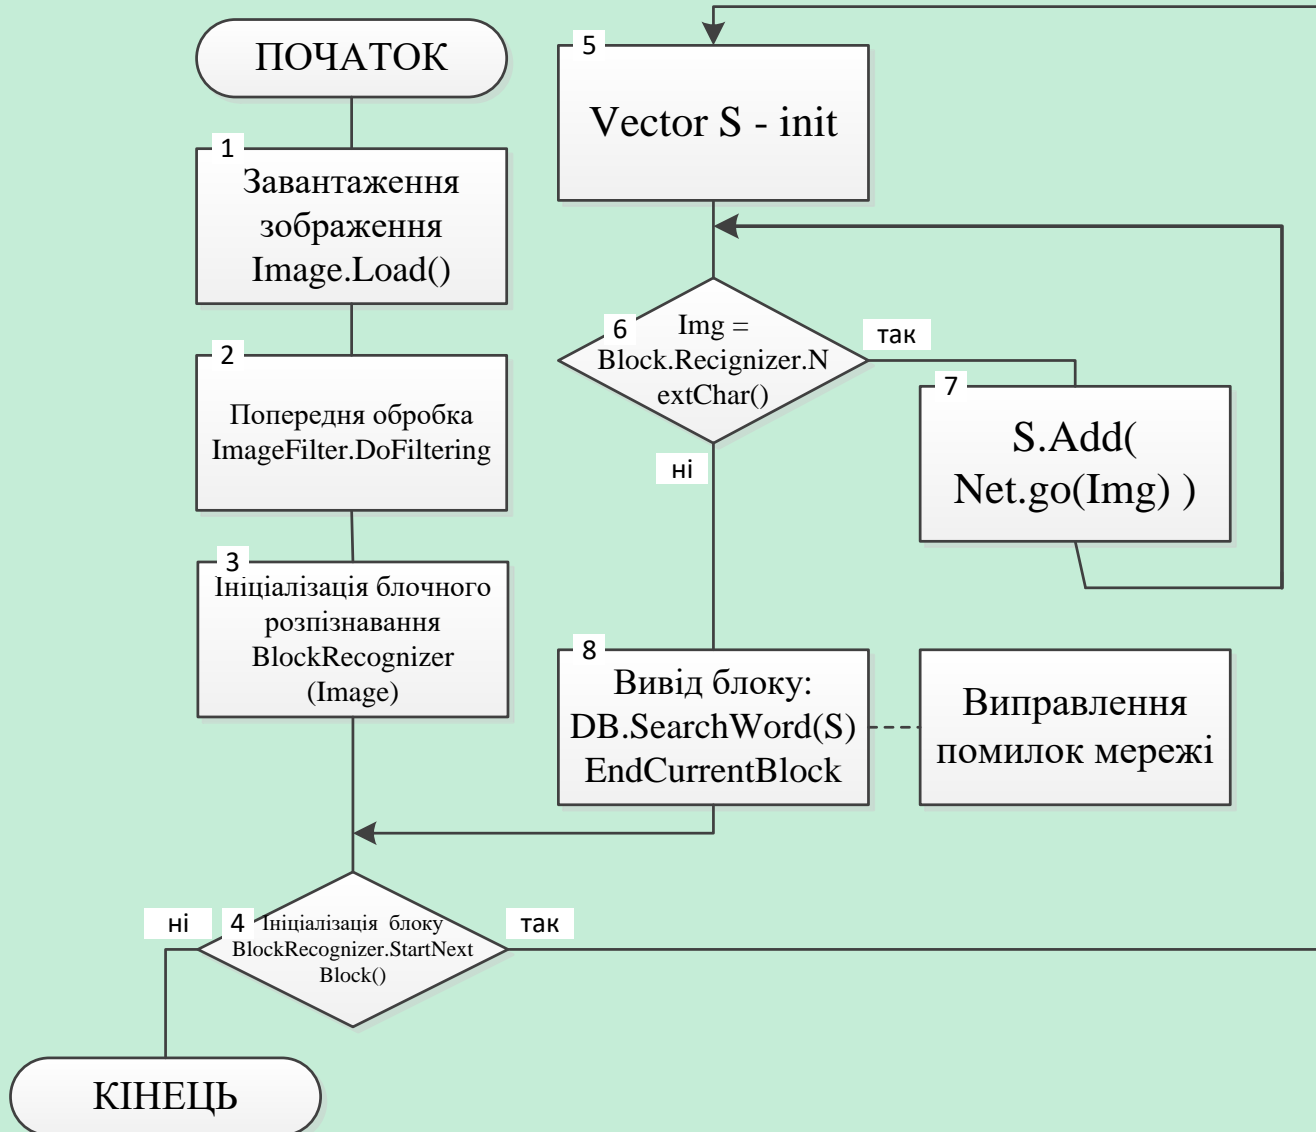 ПОЧАТОК
1
Завантаження
зображення
Image.Load()
2
Попередня обробка
ImageFilter.DoFiltering
3
Ініціалізація блочного
розпізнавання
BlockRecognizer
(Image)
ні
4
Ініціалізація блоку
BlockRecognizer.StartNext
Block()
так
КІНЕЦЬ
5
Vector S - init
6
Img =
Block.Recignizer.N
extChar()
так
ні
7
S.Add(
Net.go(Img) )
8
Вивід блоку:
DB.SearchWord(S)
EndCurrentBlock
Виправлення
помилок мережі